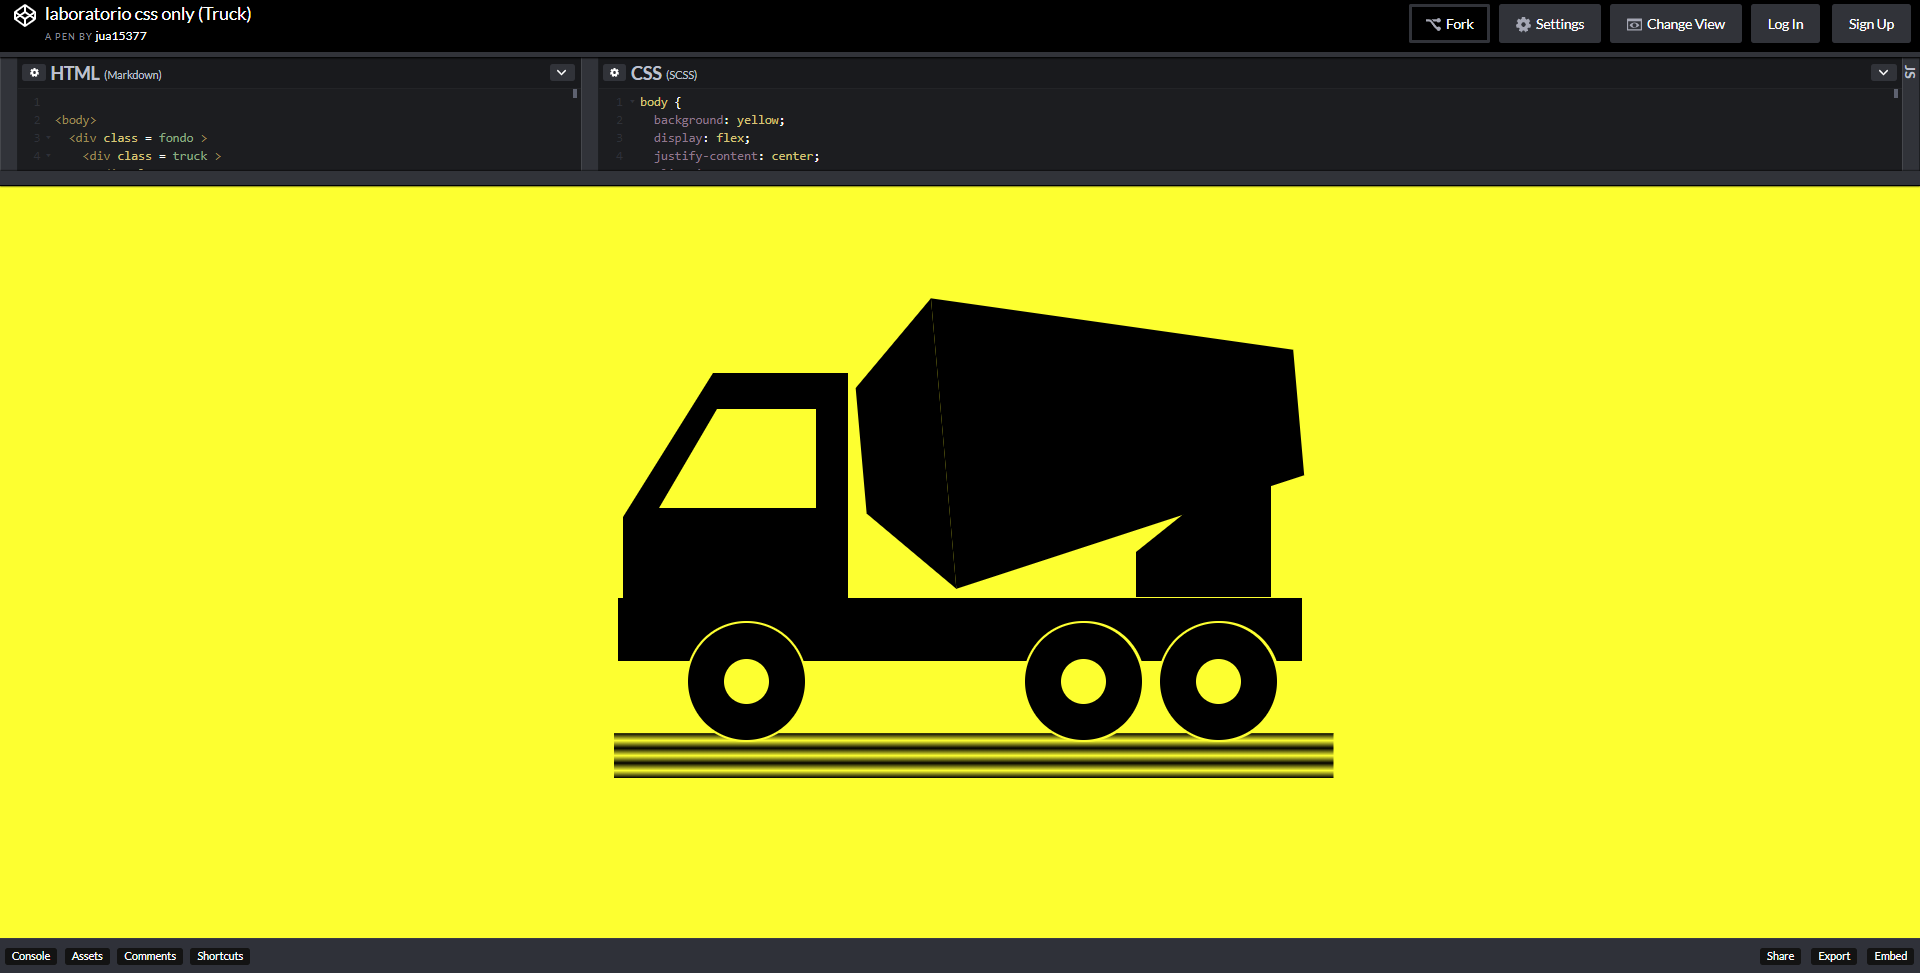 laboratorio css only (Truck)
A PEN BY jua15377
Fork
Settings
Change View
Log In
Sign Up
HTML (Markdown)
1
2 <body>
3 <div class = fondo >
4 <div class = truck >
CSS (SCSS)
1 body {
2 background: yellow;
3 display: flex;
4 justify-content: center;
JS
Console
Assets
Comments
Shortcuts
Share
Export
Embed